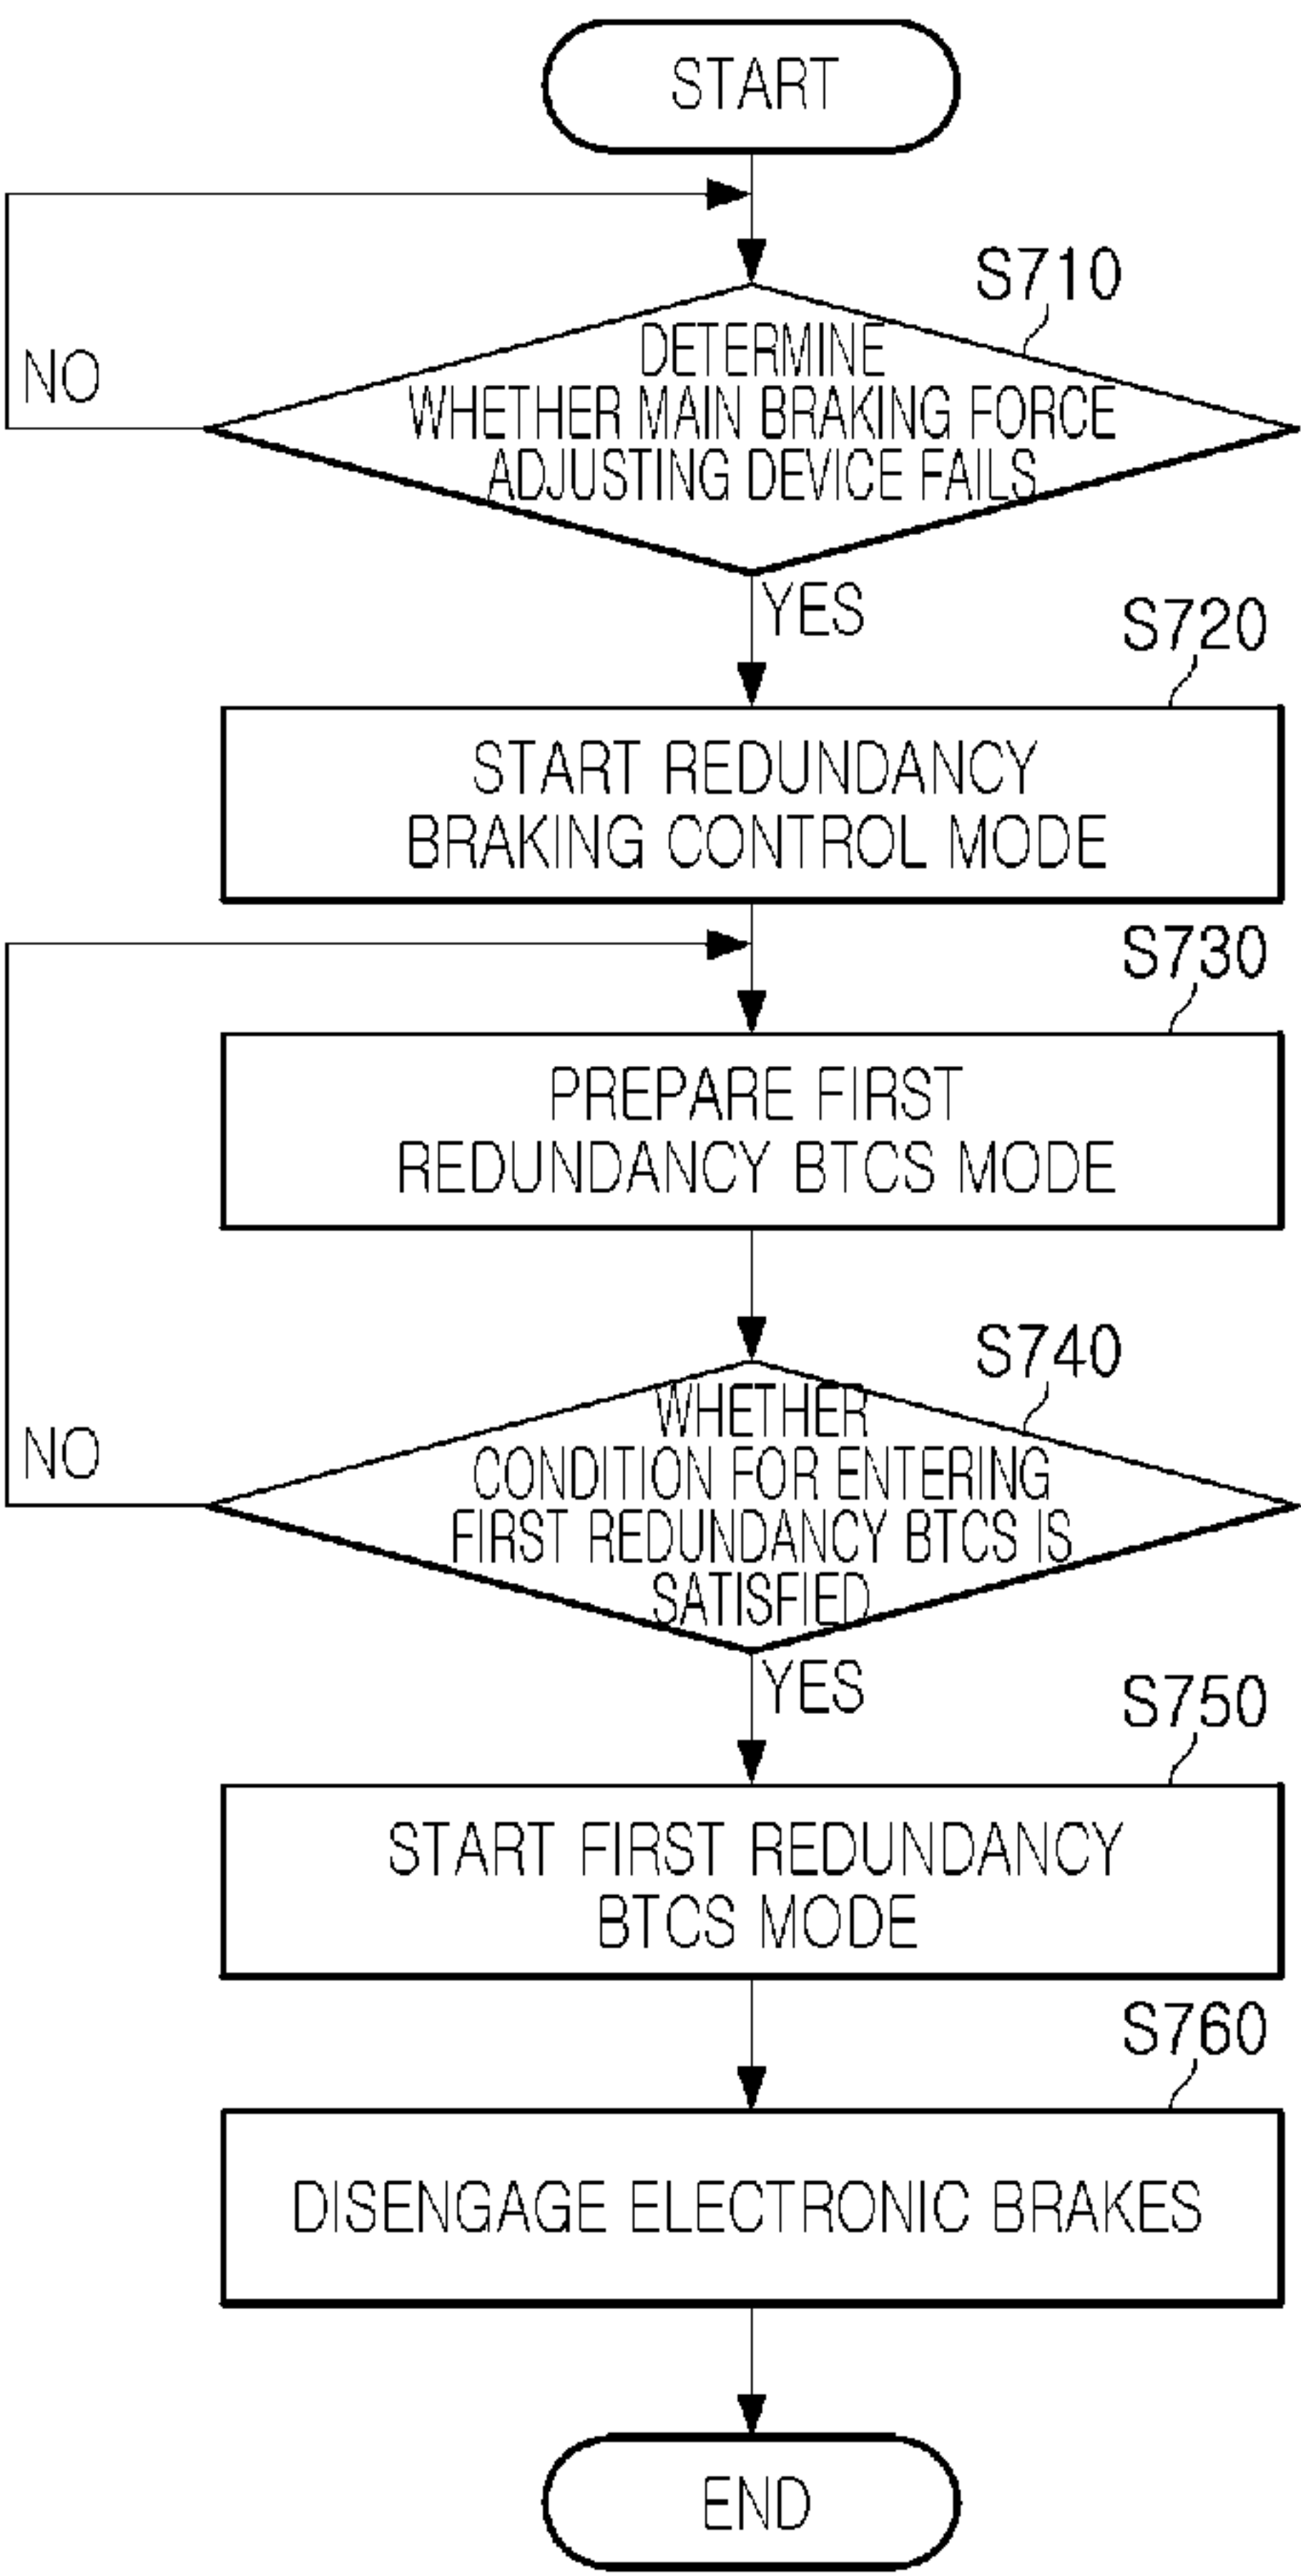 START
S710
DETERMINE
WHETHER MAIN BRAKING FORCE
ADJUSTING DEVICE FAILS
NO
YES
S720
START REDUNDANCY
BRAKING CONTROL MODE
S730
PREPARE FIRST
REDUNDANCY BTCS MODE
S740
WHETHER
CONDITION FOR ENTERING
FIRST REDUNDANCY BTCS IS
SATISFIED
NO
YES
S750
START FIRST REDUNDANCY
BTCS MODE
S760
DISENGAGE ELECTRONIC BRAKES
END